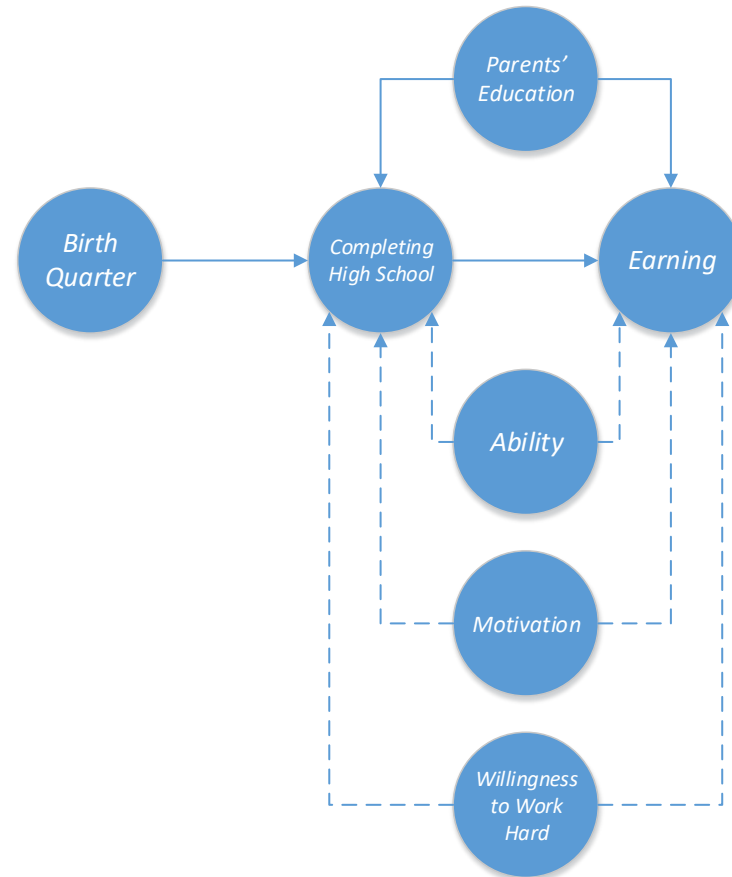 Parents’
Education
Birth
Quarter
Completing
High School
Earning
Ability
Motivation
Willingness
to Work
Hard